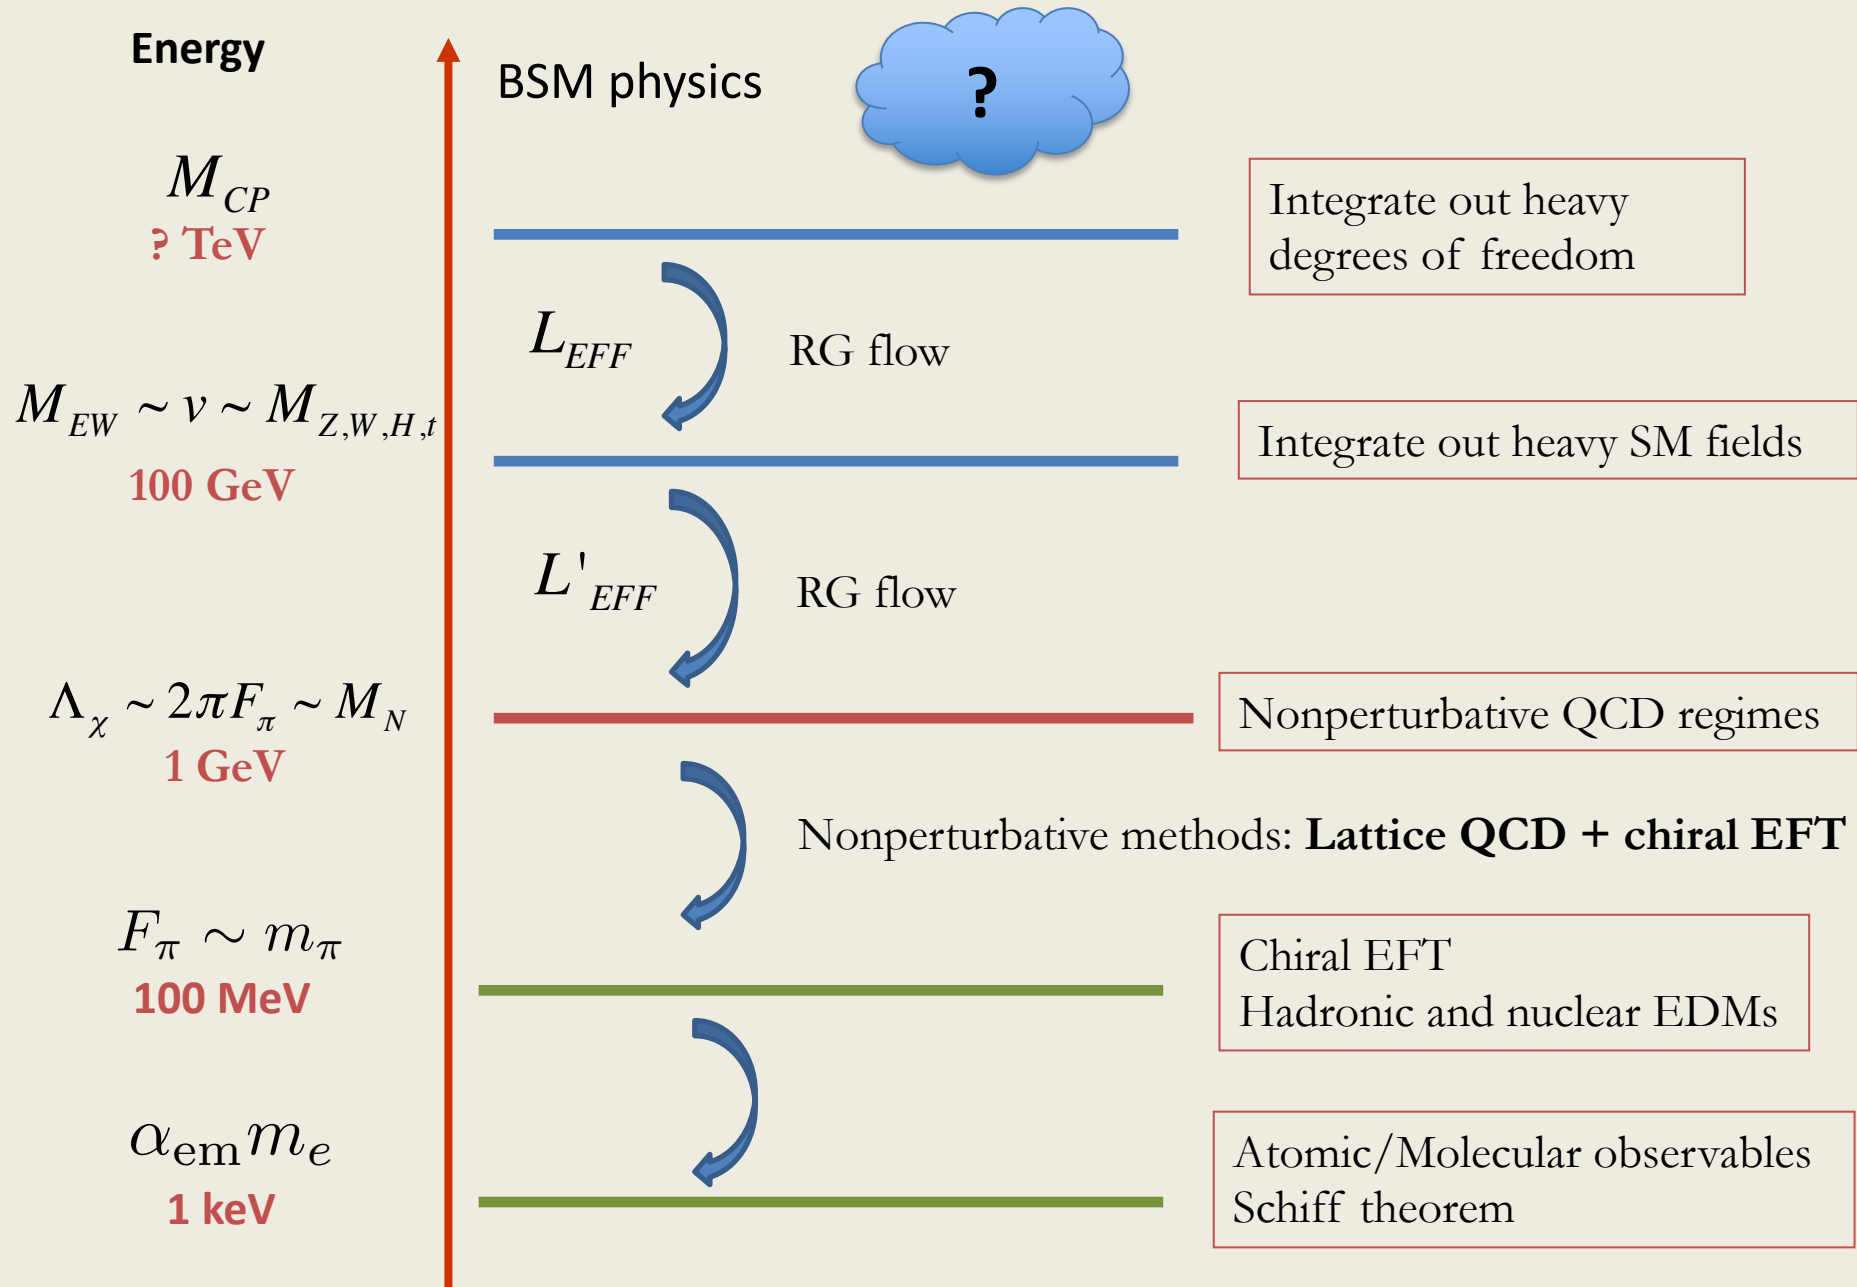 Energy
BSM physics
?
M_CP
? TeV
Integrate out heavy
degrees of freedom
L_EFF
RG flow
M_EW ~ v ~ M_Z,W,H,t
100 GeV
Integrate out heavy SM fields
L'_EFF
RG flow
Λ_χ ~ 2πF_π ~ M_N
1 GeV
Nonperturbative QCD regimes
Nonperturbative methods: Lattice QCD + chiral EFT
F_π ∼ m_π
100 MeV
Chiral EFT
Hadronic and nuclear EDMs
α_em m_e
1 keV
Atomic/Molecular observables
Schiff theorem